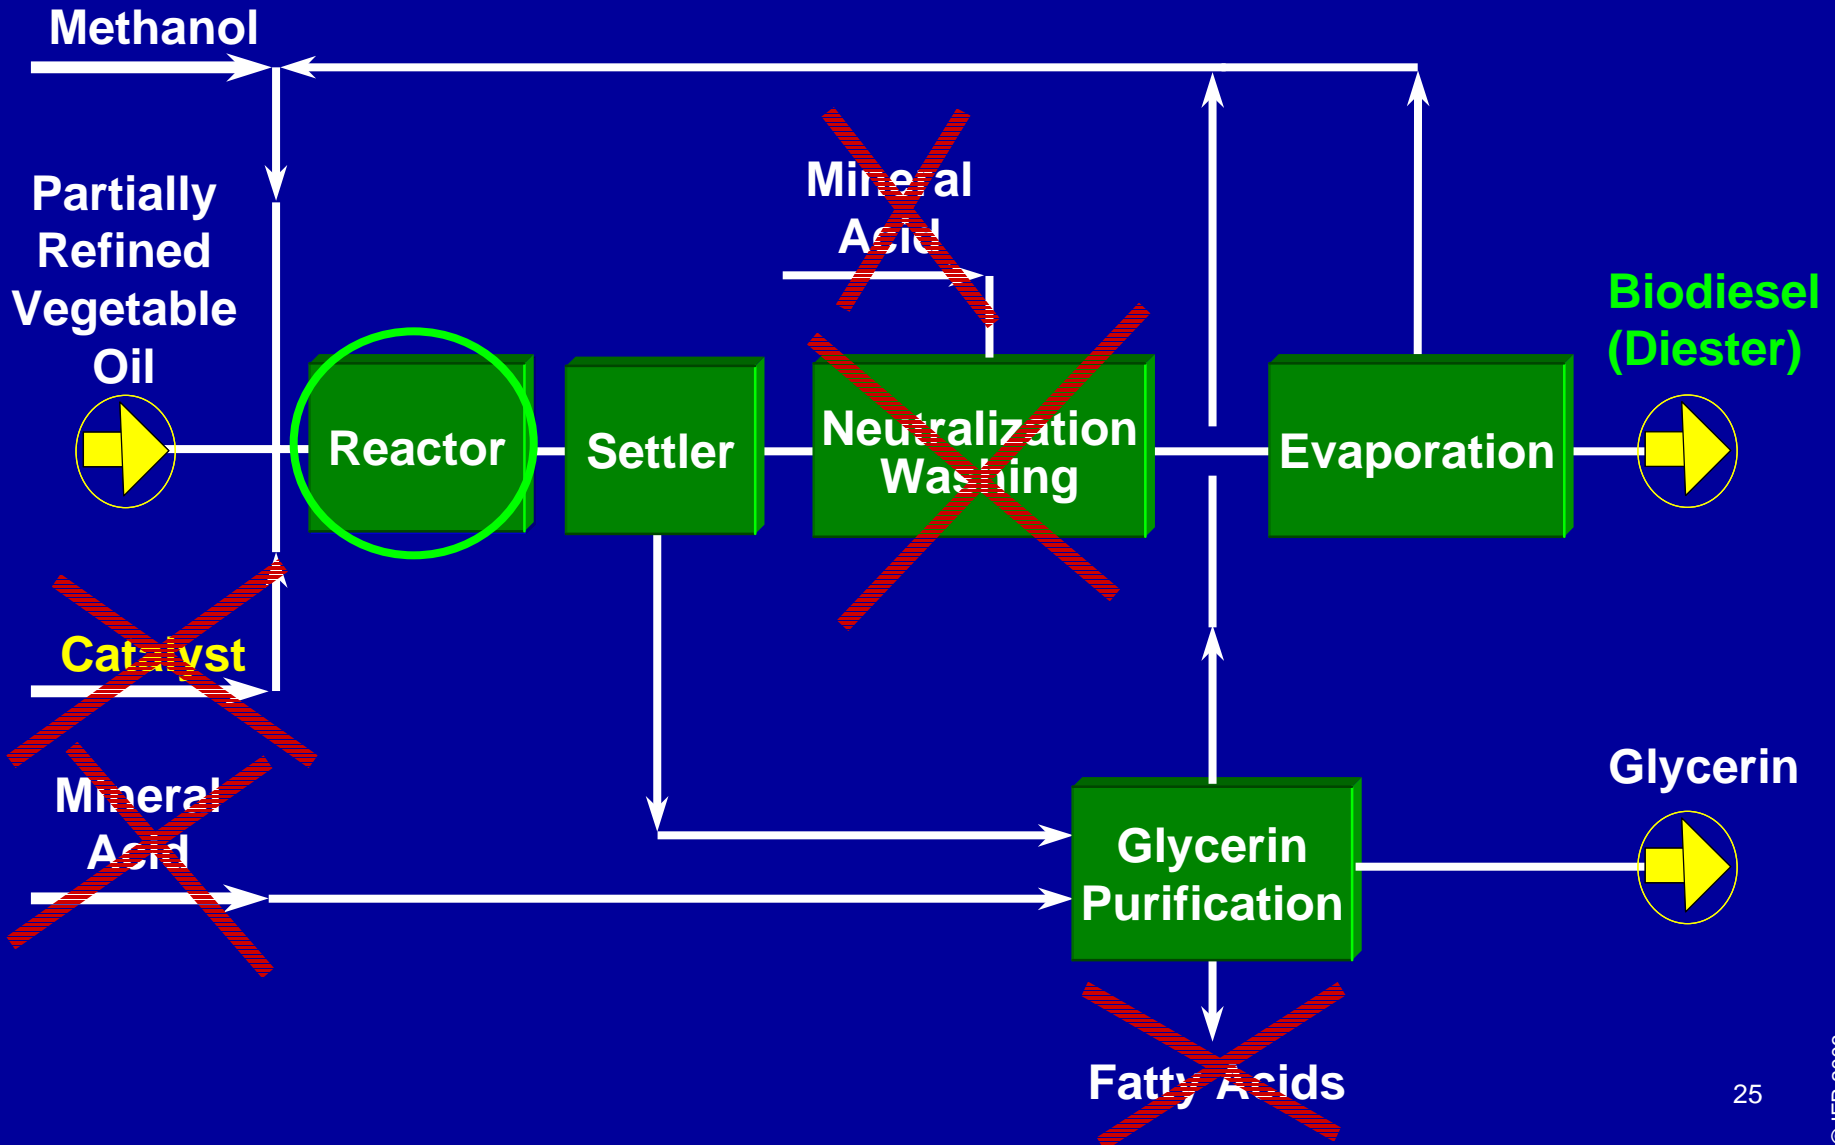 Methanol
Partially
Refined
Vegetable
Oil
Mineral
Acid
Biodiesel
(Diester)
Reactor
Settler
Neutralization
Washing
Evaporation
Catalyst
Mineral
Acid
Glycerin
Purification
Glycerin
Fatty Acids
25